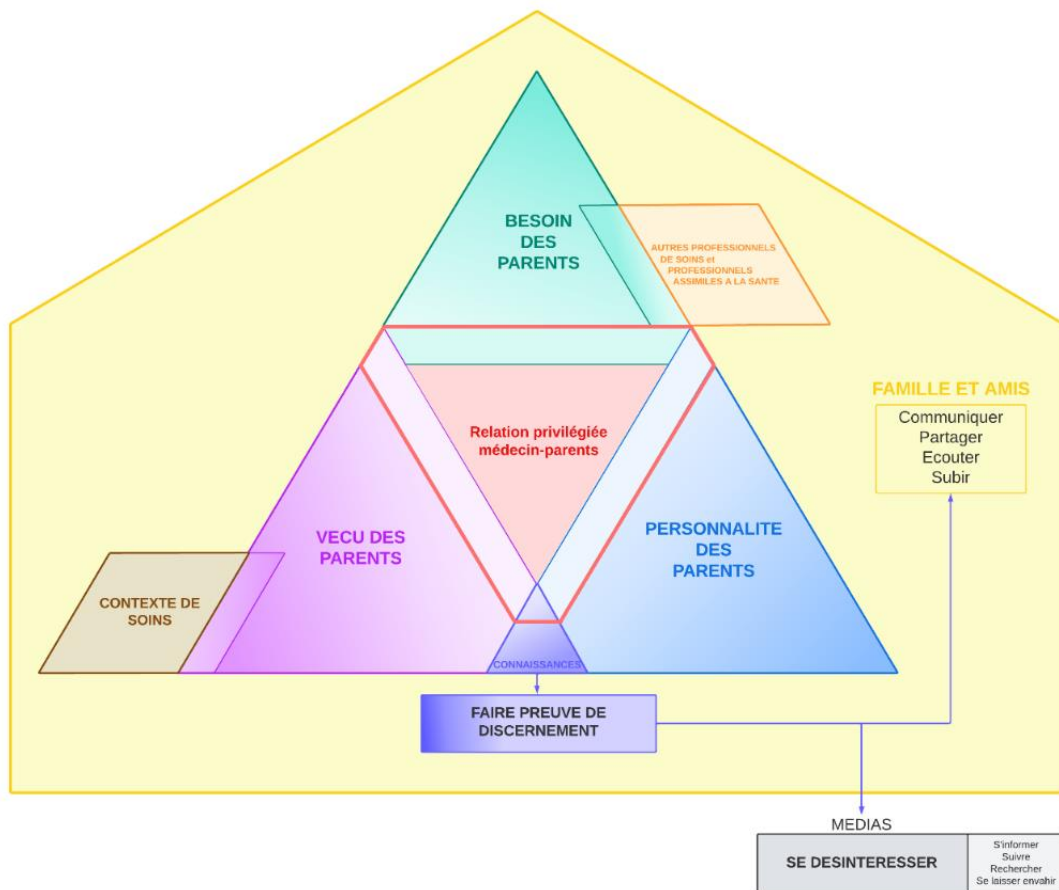 BESOIN
DES
PARENTS
AUTRES PROFESSIONNELS
DE SOINS et
PROFESSIONNELS
ASSIMILES A LA SANTE
Relation privilégiée
médecin-parents
FAMILLE ET AMIS
Communiquer
Partager
Ecouter
Subir
VECU DES
PARENTS
PERSONNALITE
DES
PARENTS
CONTEXTE DE
SOINS
CONNAISSANCES
FAIRE PREUVE DE
DISCERNEMENT
MEDIAS
SE DESINTERESSER
S'informer
Suivre
Rechercher
Se laisser envahir